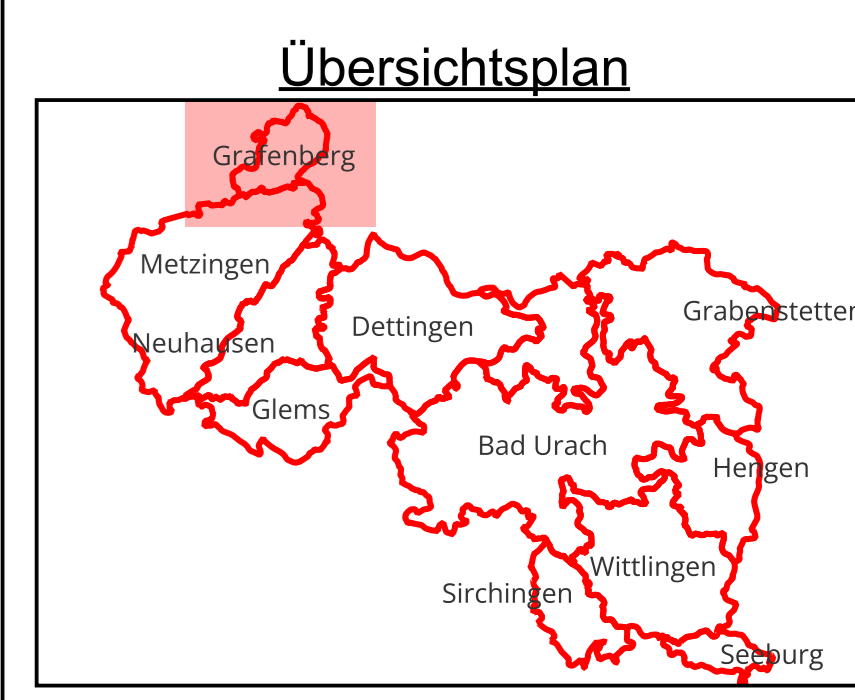 Übersichtsplan
Grafenberg
Metzingen
Grabenstetten
Dettingen
Neuhausen
Glems
Bad Urach
Hengen
Wittlingen
Sirchingen
Seeburg